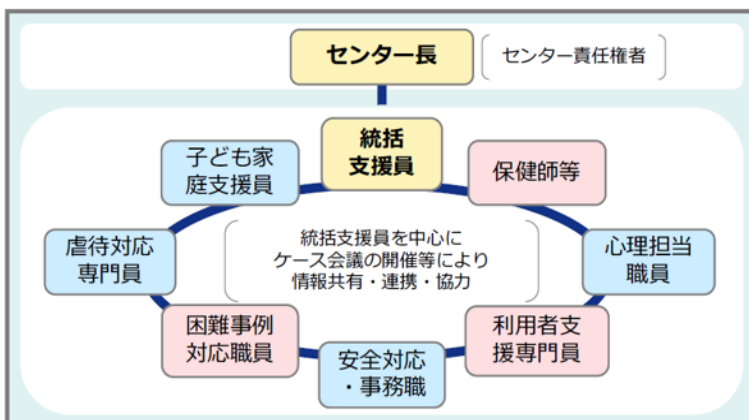 センター長
センター責任権者
統括
支援員
子ども家
庭支援員
保健師等
虐待対応
専門員
統括支援員を中心に
ケース会議の開催等により
情報共有・連携・協力
心理担当
職員
困難事例
対応職員
利用者支
援専門員
安全対応
・事務職